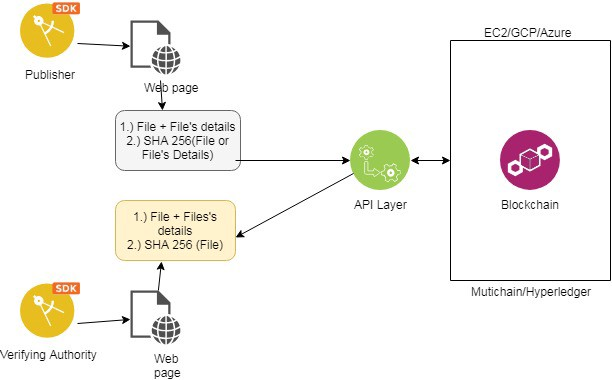 SDK
Publisher
Web page
1.) File + File's details
2.) SHA 256(File or
File's Details)
EC2/GCP/Azure
API Layer
Blockchain
Mutichain/Hyperledger
1.) File + Files's
details
2.) SHA 256 (File)
SDK
Verifying Authority
Web
page